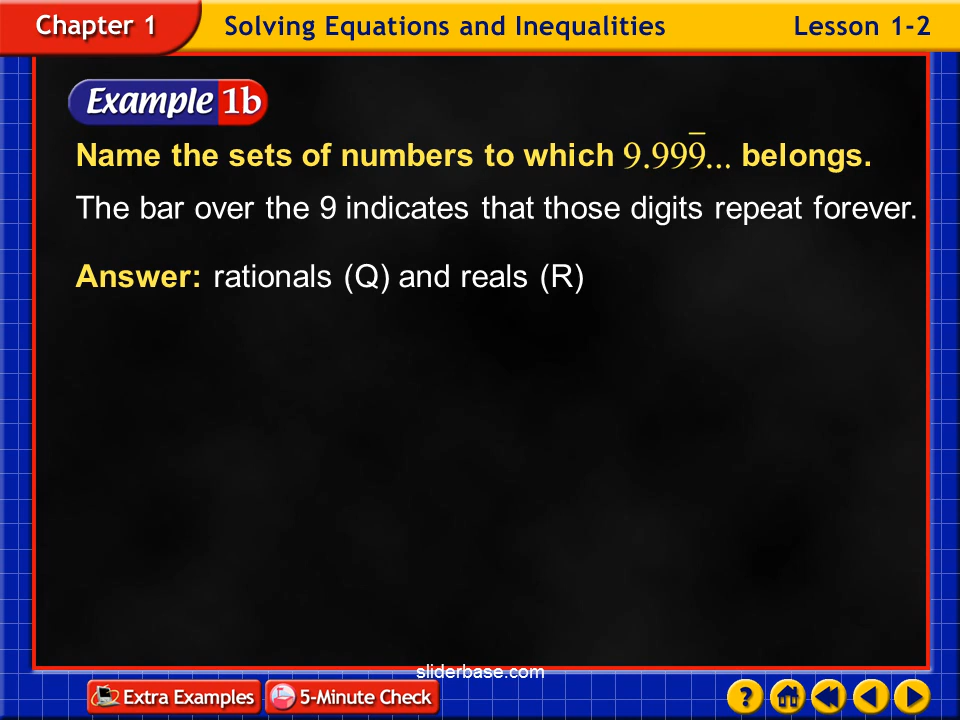 Chapter 1 Solving Equations and Inequalities Lesson 1-2
Example 1b
Name the sets of numbers to which 9.999̅... belongs.
The bar over the 9 indicates that those digits repeat forever.
Answer: rationals (Q) and reals (R)
sliderbase.com
Extra Examples 5-Minute Check ?